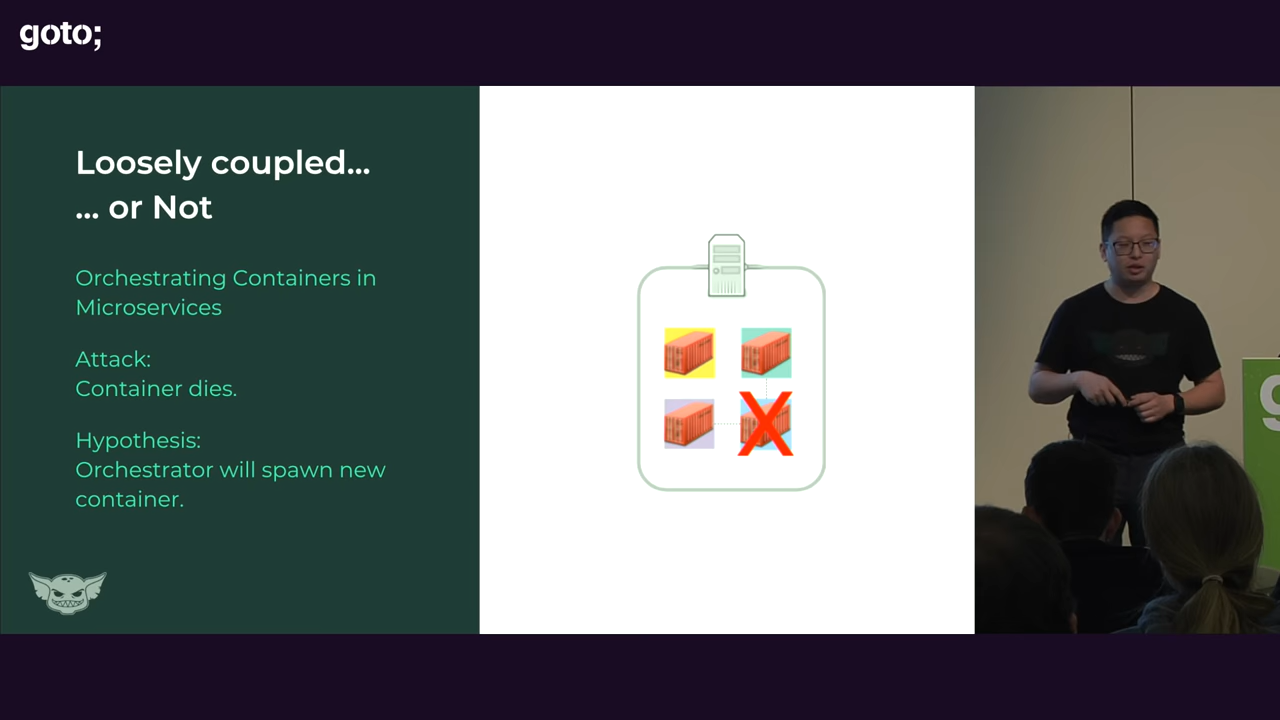 goto;
Loosely coupled...
... or Not
Orchestrating Containers in
Microservices
Attack:
Container dies.
Hypothesis:
Orchestrator will spawn new
container.
X